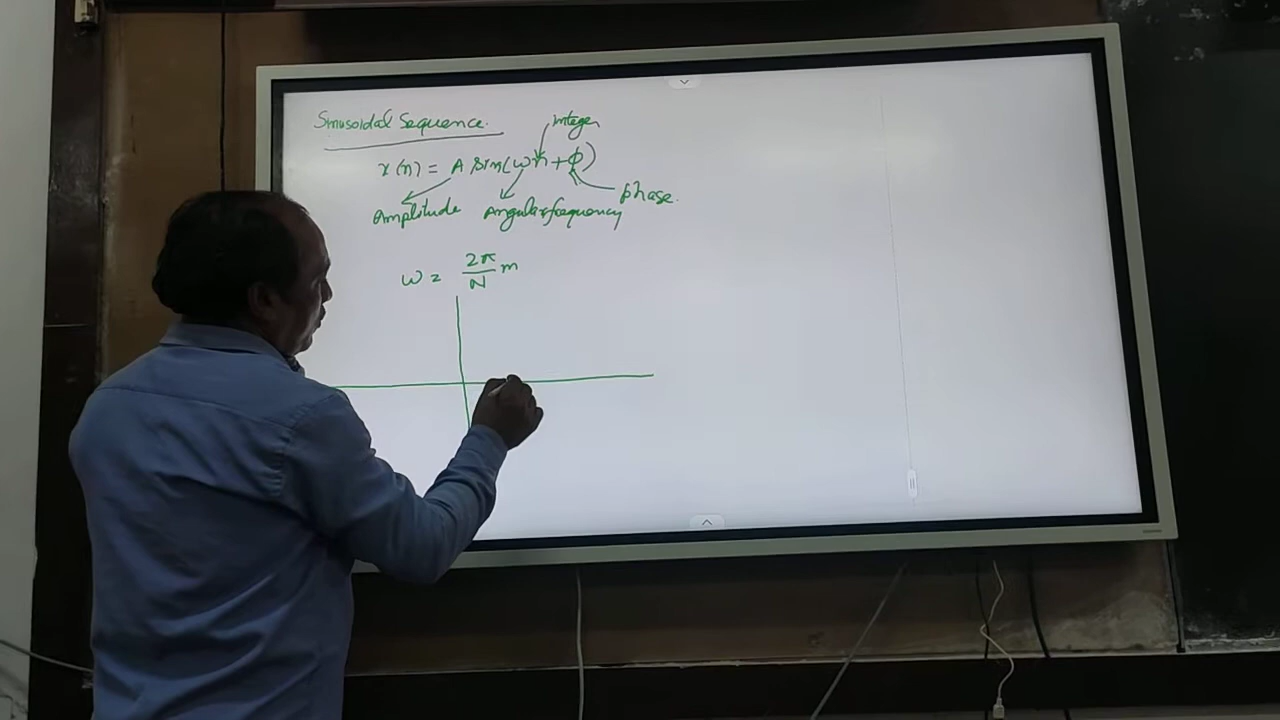 Sinusoidal Sequence.
integer
x(n) = A sin(ωn + φ)
phase.
Amplitude Angular frequency
ω = 2π/N m